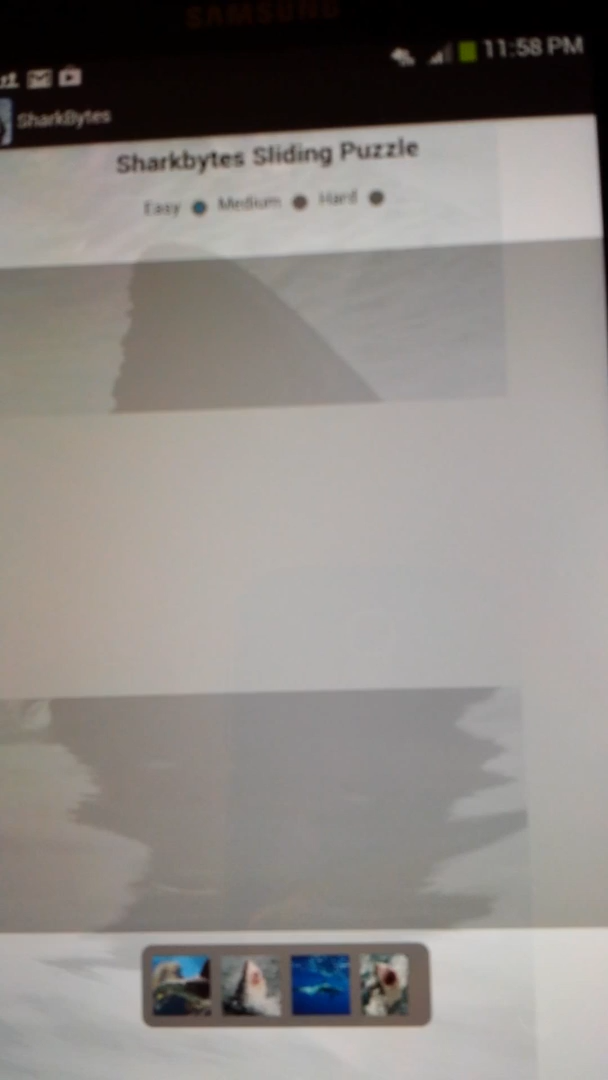 SAMSUNG
11:58 PM
SharkBytes
Sharkbytes Sliding Puzzle
Easy Medium Hard